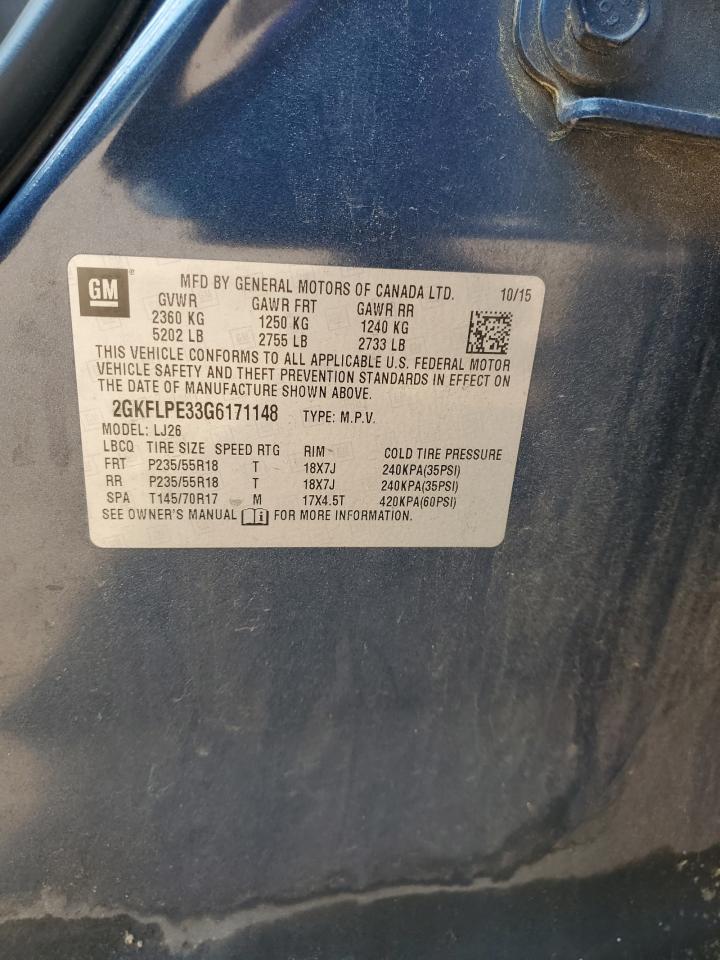 GM
MFD BY GENERAL MOTORS OF CANADA LTD. 10/15
GVWR GAWR FRT GAWR RR
2360 KG 1250 KG 1240 KG
5202 LB 2755 LB 2733 LB
THIS VEHICLE CONFORMS TO ALL APPLICABLE U.S. FEDERAL MOTOR
VEHICLE SAFETY AND THEFT PREVENTION STANDARDS IN EFFECT ON
THE DATE OF MANUFACTURE SHOWN ABOVE.
2GKFLPE33G6171148 TYPE: M.P.V.
MODEL: LJ26
LBCQ TIRE SIZE SPEED RTG RIM COLD TIRE PRESSURE
FRT P235/55R18 T 18X7J 240KPA(35PSI)
RR P235/55R18 T 18X7J 240KPA(35PSI)
SPA T145/70R17 M 17X4.5T 420KPA(60PSI)
SEE OWNER'S MANUAL FOR MORE INFORMATION.